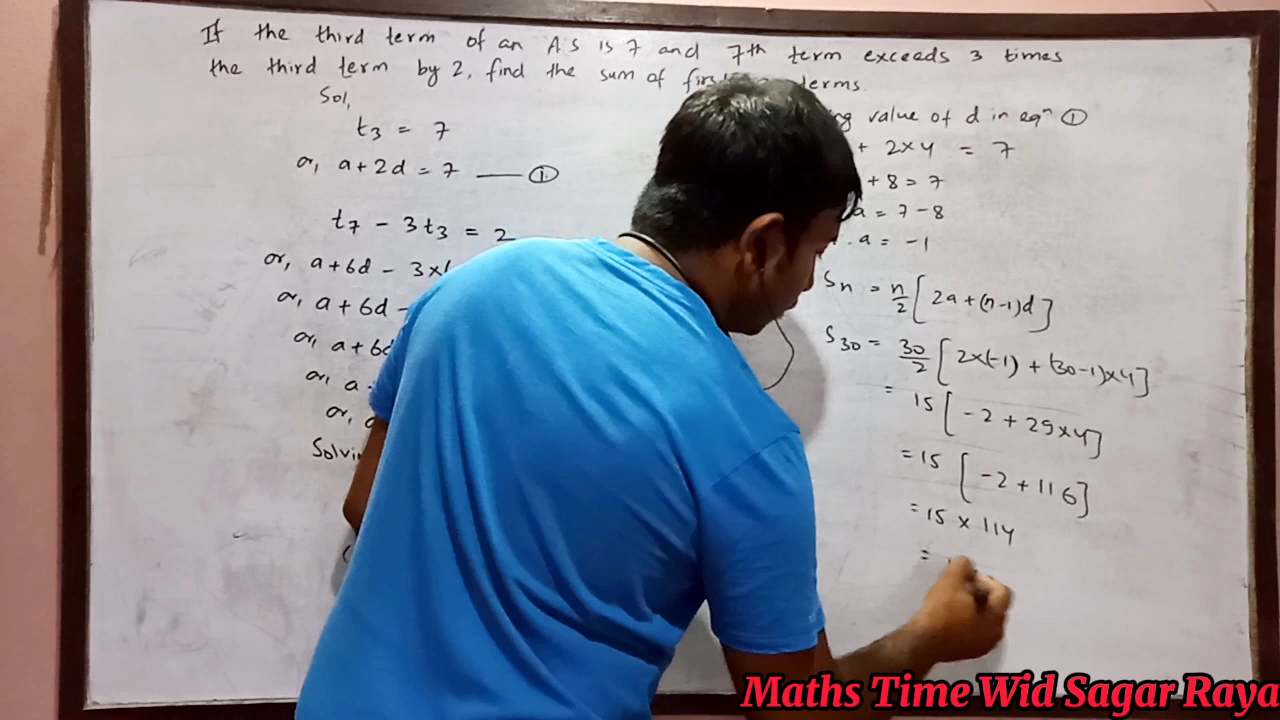 If the third term of an AS is 7 and 7th term exceeds 3 times
the third term by 2, find the sum of terms.
Sol,
t3 = 7
or, a+2d = 7 —— ①
t7 - 3t3 = 2
or, a+6d - 3×
or, a + 6d -
or, a + 6d
or, a
or,
value of d in eqn ①
+ 2×4 = 7
+ 8 = 7
a = 7-8
∴ a = -1
Sn = n/2 [2a+(n-1)d]
S30 = 30/2 [2×(-1) + (30-1)×4]
= 15 [-2 + 29×4]
= 15 [-2 + 116]
= 15 × 114
=
Maths Time Wid Sagar Raya